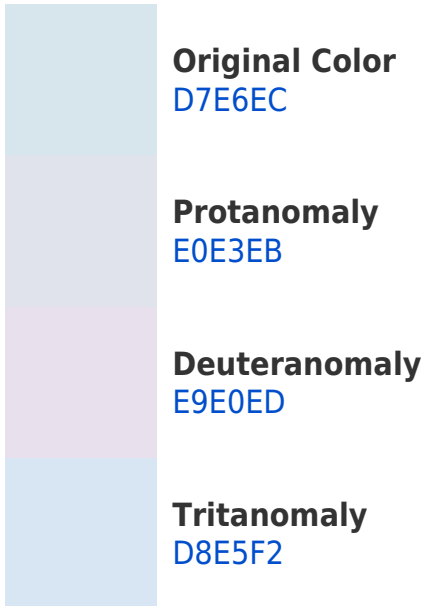 Original Color
D7E6EC
Protanomaly
E0E3EB
Deuteranomaly
E9E0ED
Tritanomaly
D8E5F2